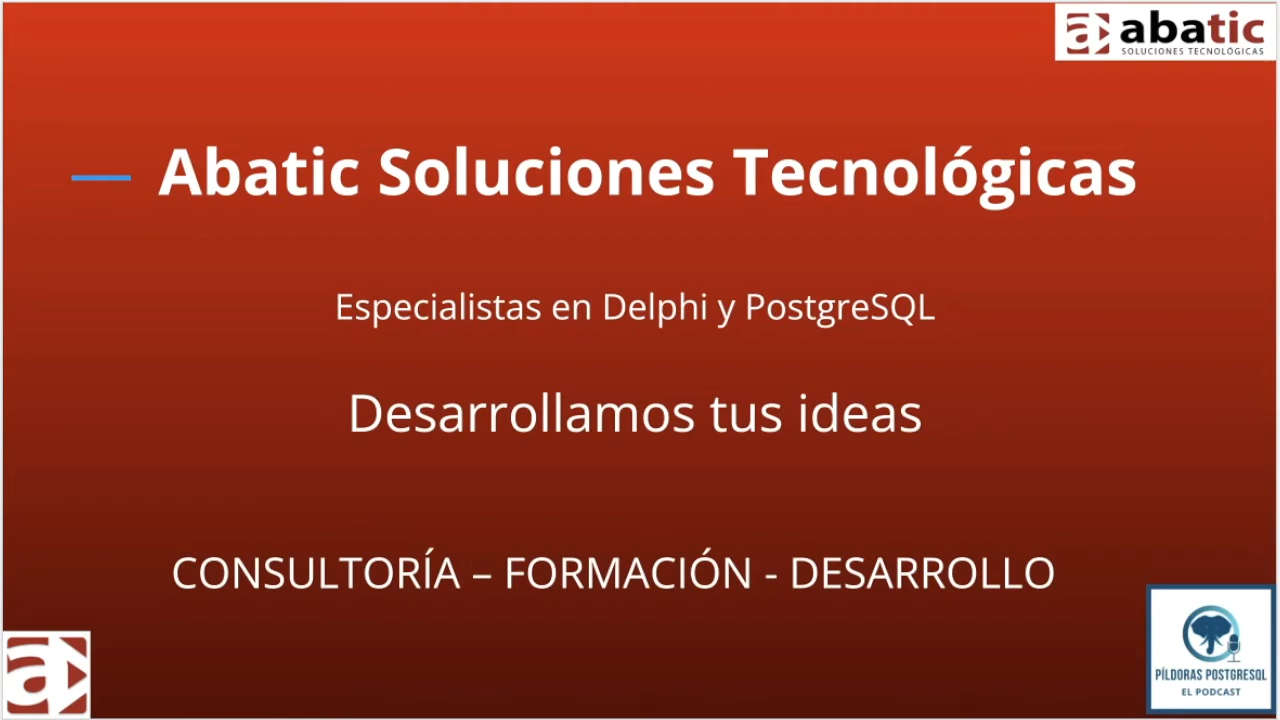 abatic
SOLUCIONES TECNOLÓGICAS
Abatic Soluciones Tecnológicas
Especialistas en Delphi y PostgreSQL
Desarrollamos tus ideas
CONSULTORÍA – FORMACIÓN - DESARROLLO
a
PÍLDORAS POSTGRESQL
EL PODCAST